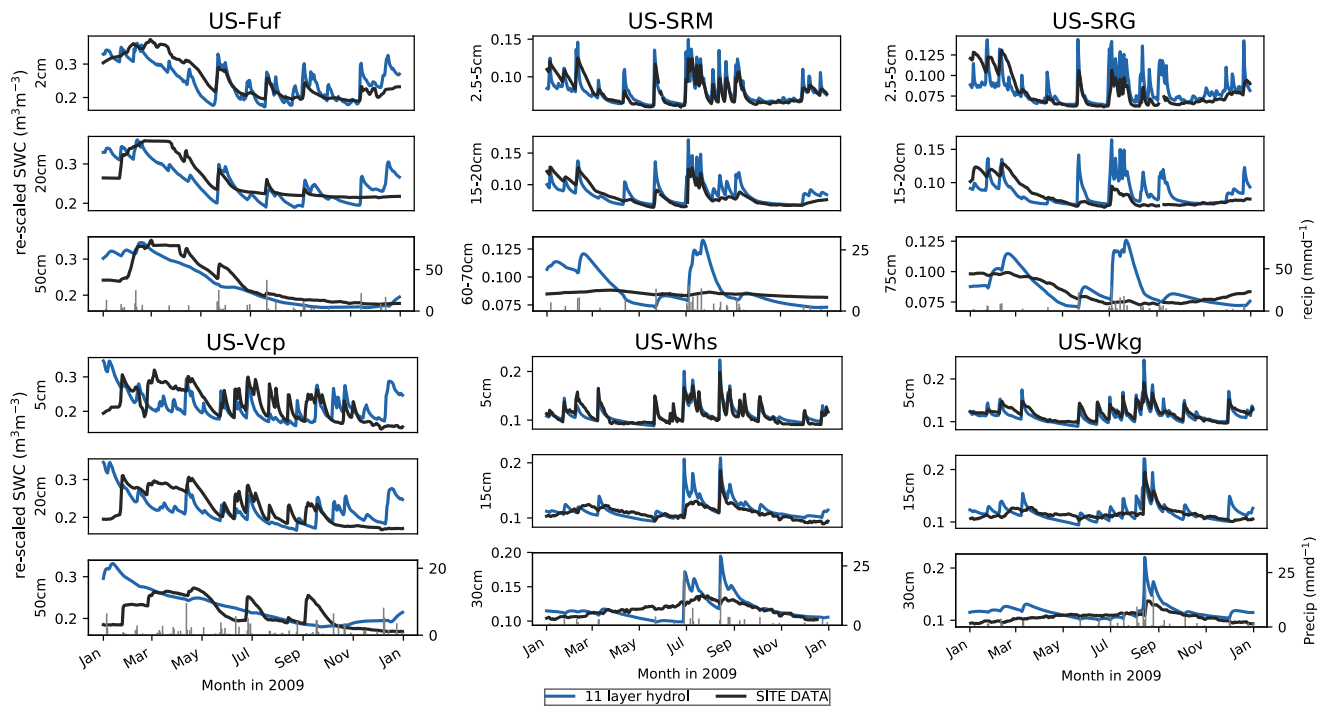 US-Fuf
US-SRM
US-SRG
re-scaled SWC (m³m⁻³)
2cm
0.3
0.2
2.5-5cm
0.15
0.10
2.5-5cm
0.125
0.100
0.075
20cm
0.3
0.2
15-20cm
0.10
15-20cm
0.10
50cm
0.3
0.2
50
0
60-70cm
0.125
0.100
0.075
25
0
75cm
0.125
0.100
0.075
50
0
recip (mmd⁻¹)
US-Vcp
US-Whs
US-Wkg
re-scaled SWC (m³m⁻³)
5cm
0.3
0.2
5cm
0.2
0.1
5cm
0.2
0.1
20cm
0.3
0.2
15cm
0.2
0.1
15cm
0.2
0.1
50cm
0.3
0.2
20
0
30cm
0.20
0.15
0.10
25
0
30cm
0.2
0.1
25
0
Precip (mmd⁻¹)
Jan Mar May Jul Sep Nov Jan
Jan Mar May Jul Sep Nov Jan
Jan Mar May Jul Sep Nov Jan
Month in 2009
Month in 2009
Month in 2009
11 layer hydrol SITE DATA